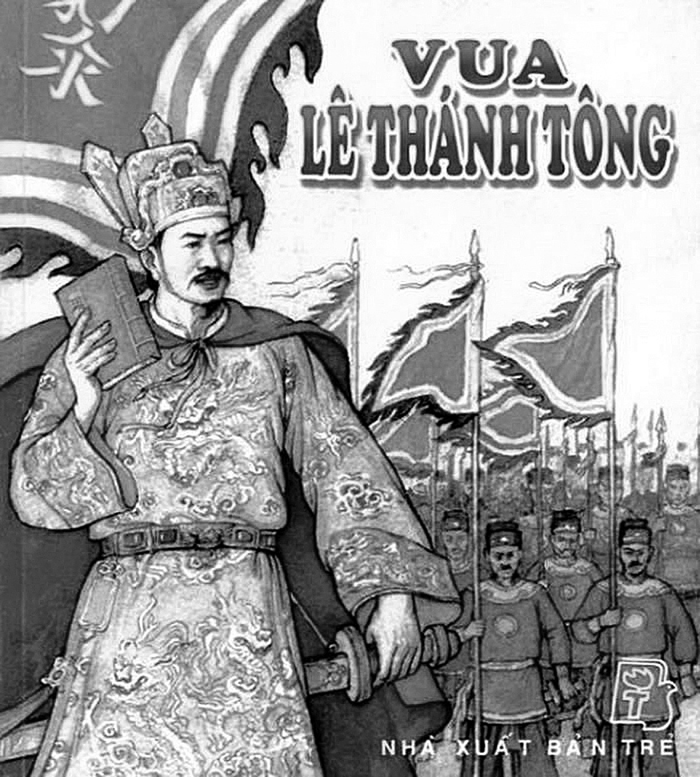 VUA
LÊ THÁNH TÔNG
T
NHÀ XUẤT BẢN TRẺ